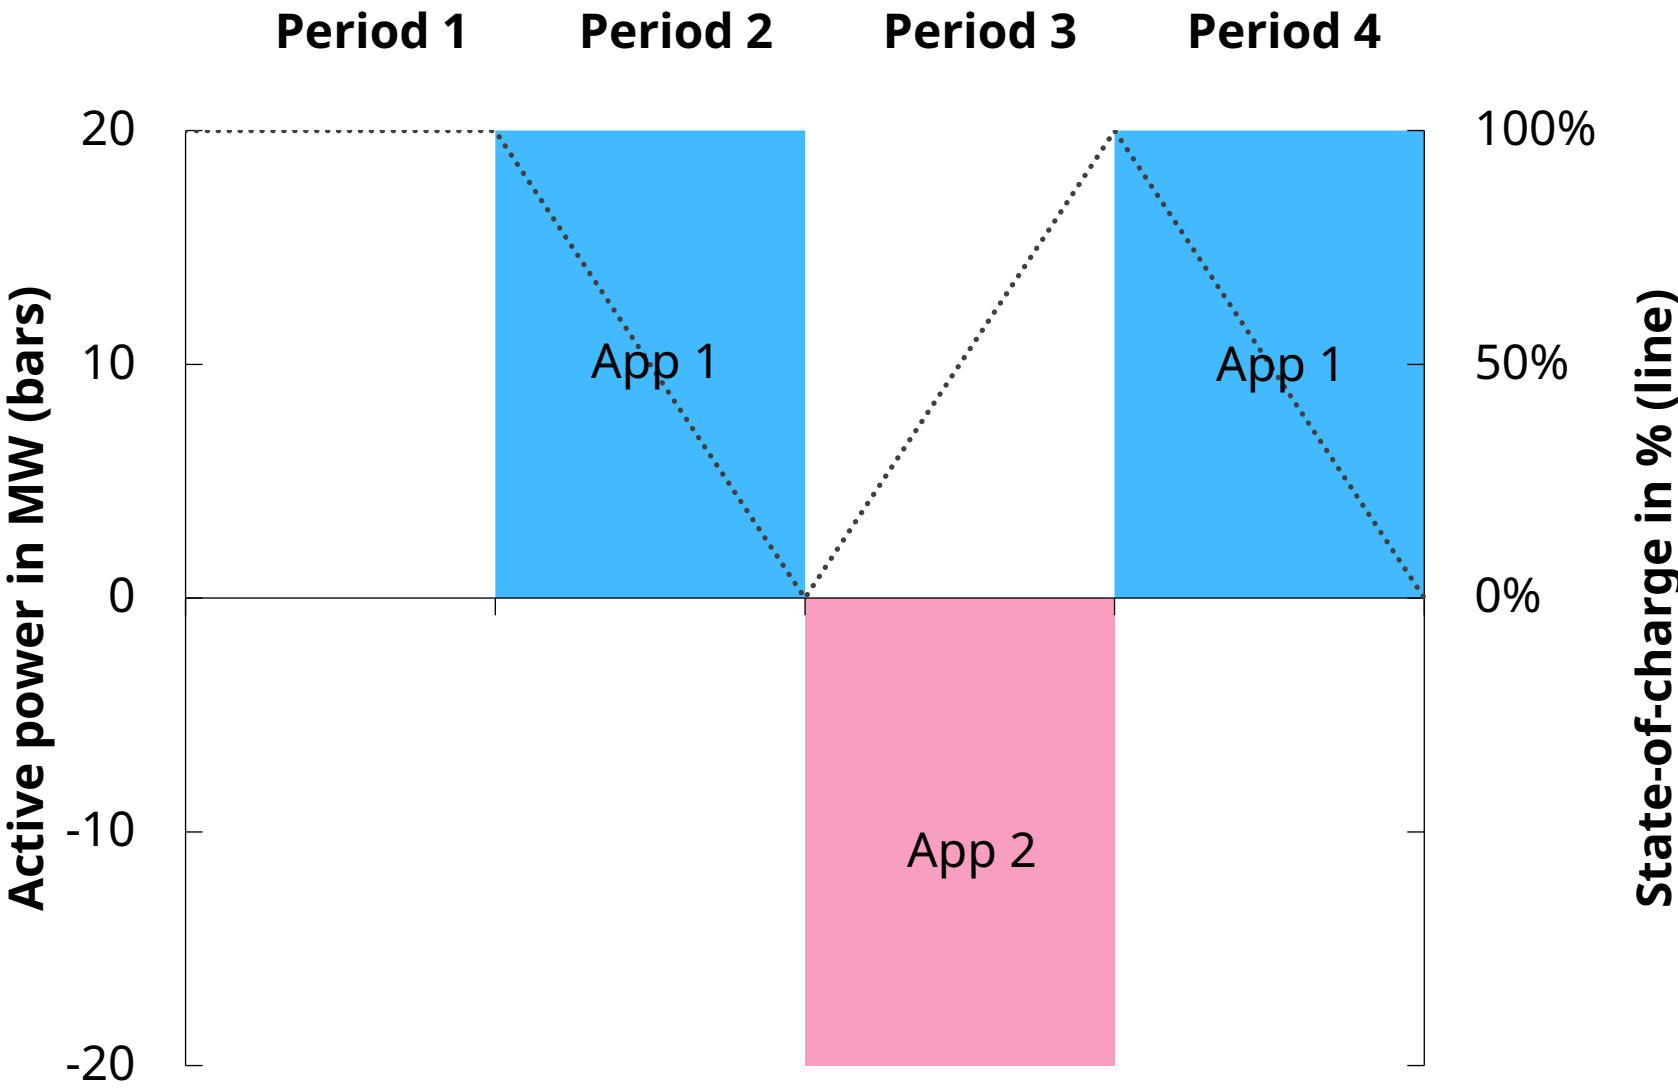 Period 1
Period 2
Period 3
Period 4
20
10
0
-10
-20
100%
50%
0%
Active power in MW (bars)
State-of-charge in % (line)
App 1
App 1
App 2